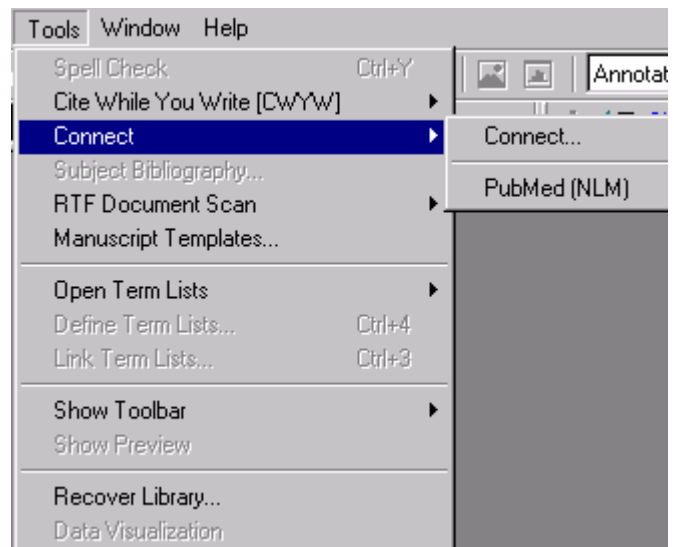 Tools Window Help
Spell Check Ctrl+Y
Annotat
Cite While You Write [CWYW]
Connect
Connect...
Subject Bibliography...
PubMed (NLM)
RTF Document Scan
Manuscript Templates...
Open Term Lists
Define Term Lists... Ctrl+4
Link Term Lists... Ctrl+3
Show Toolbar
Show Preview
Recover Library...
Data Visualization